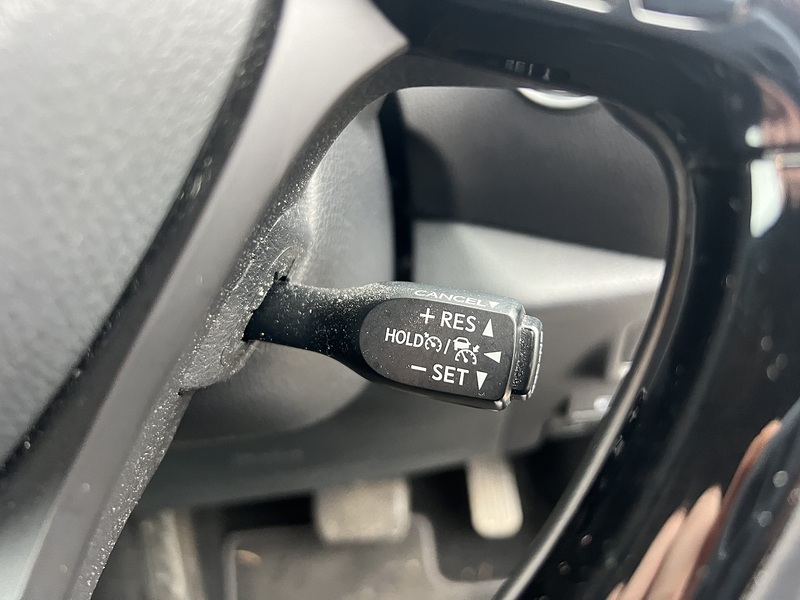 CANCEL▼
+ RES ▲
HOLD / ◀
− SET ▼